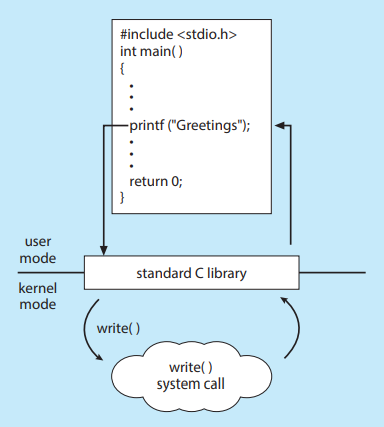 #include <stdio.h>
int main( )
{
.
.
.
printf ("Greetings");
.
.
.
return 0;
}
user
mode
standard C library
kernel
mode
write( )
write( )
system call